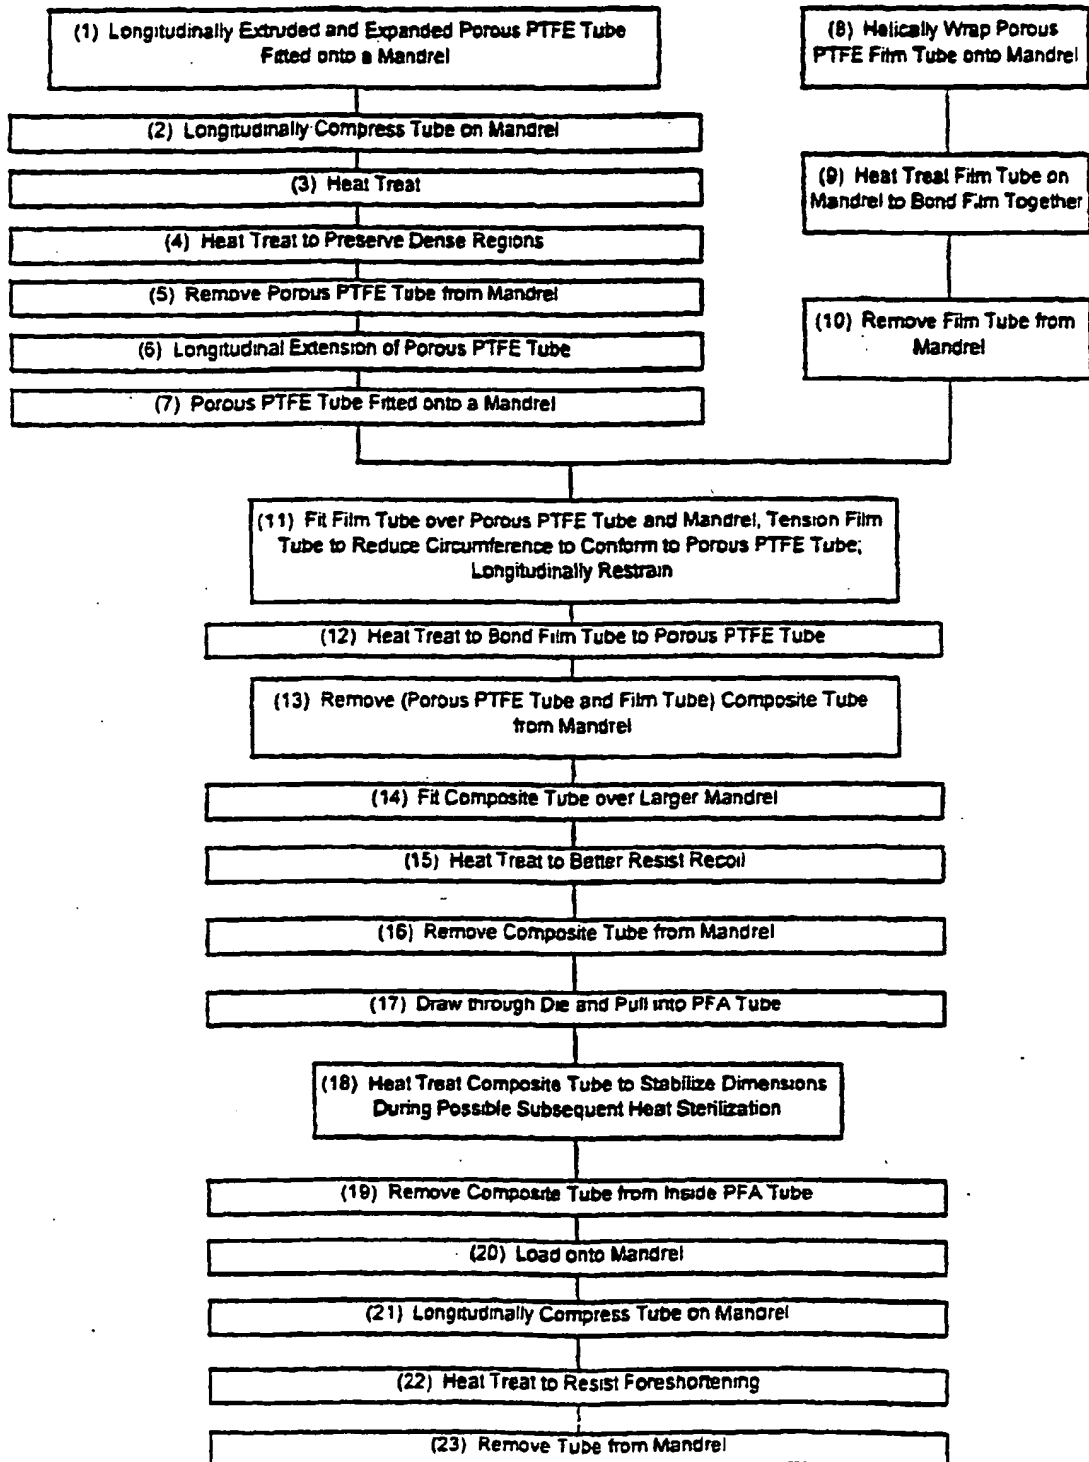 (1) Longitudinally Extruded and Expanded Porous PTFE Tube
Fitted onto a Mandrel
(2) Longitudinally Compress Tube on Mandrel
(3) Heat Treat
(4) Heat Treat to Preserve Dense Regions
(5) Remove Porous PTFE Tube from Mandrel
(6) Longitudinal Extension of Porous PTFE Tube
(7) Porous PTFE Tube Fitted onto a Mandrel
(8) Helically Wrap Porous
PTFE Film Tube onto Mandrel
(9) Heat Treat Film Tube on
Mandrel to Bond Film Together
(10) Remove Film Tube from
Mandrel
(11) Fit Film Tube over Porous PTFE Tube and Mandrel, Tension Film
Tube to Reduce Circumference to Conform to Porous PTFE Tube;
Longitudinally Restrain
(12) Heat Treat to Bond Film Tube to Porous PTFE Tube
(13) Remove (Porous PTFE Tube and Film Tube) Composite Tube
from Mandrel
(14) Fit Composite Tube over Larger Mandrel
(15) Heat Treat to Better Resist Recoil
(16) Remove Composite Tube from Mandrel
(17) Draw through Die and Pull into PFA Tube
(18) Heat Treat Composite Tube to Stabilize Dimensions
During Possible Subsequent Heat Sterilization
(19) Remove Composite Tube from Inside PFA Tube
(20) Load onto Mandrel
(21) Longitudinally Compress Tube on Mandrel
(22) Heat Treat to Resist Foreshortening
(23) Remove Tube from Mandrel